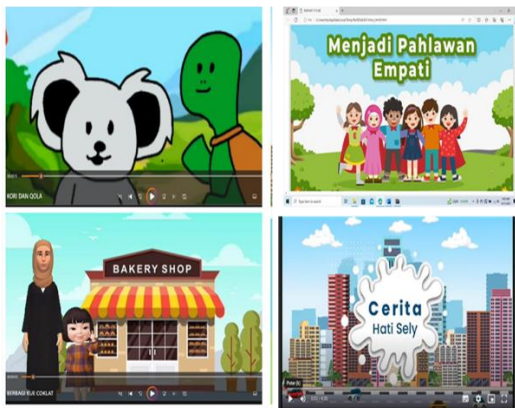 KORI DAN QOLA
Menjadi Pahlawan
Empati
BAKERY SHOP
BERBAGI KUE COKLAT
Cerita
Hati Sely